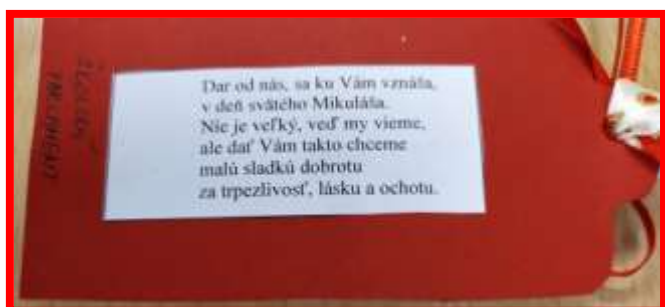 Dar od nás, sa ku Vám vznáša,
v deň svätého Mikuláša.
Nie je veľký, veď my vieme,
ale dať Vám takto chceme
malú sladkú dobrotu
za trpezlivosť, lásku a ochotu.